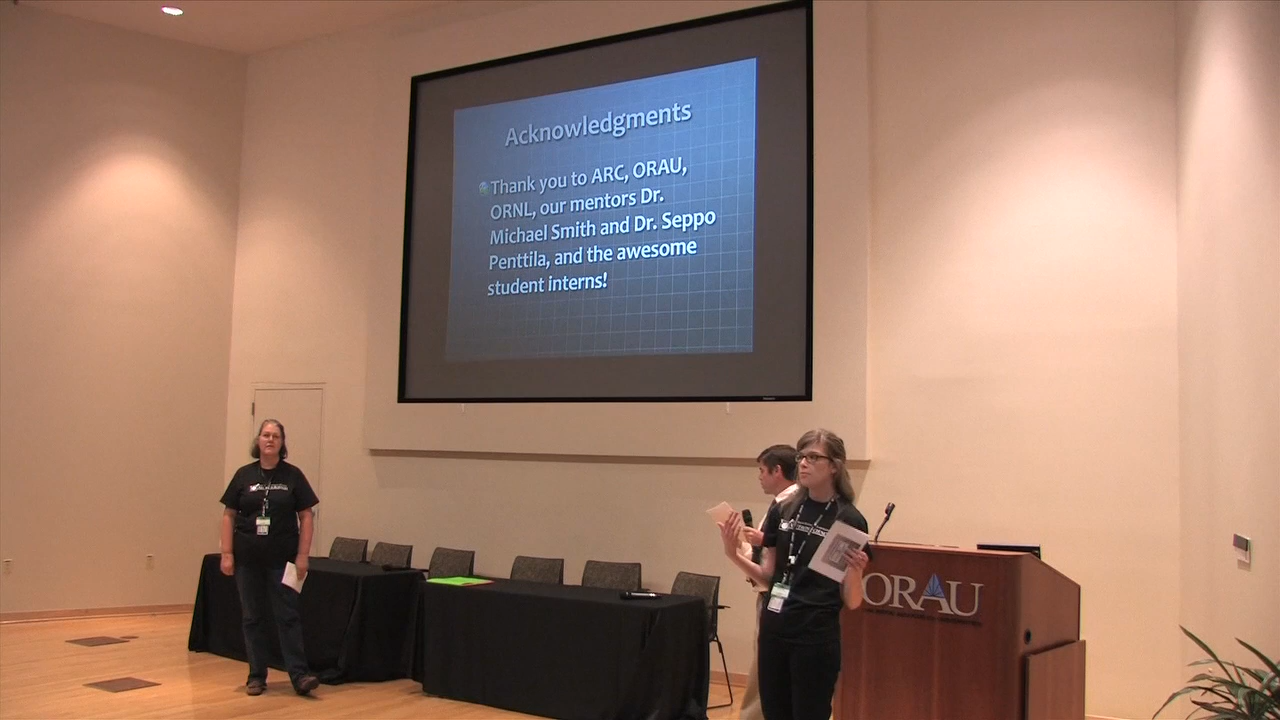 Acknowledgments
Thank you to ARC, ORAU,
ORNL, our mentors Dr.
Michael Smith and Dr. Seppo
Penttila, and the awesome
student interns!
ORAU